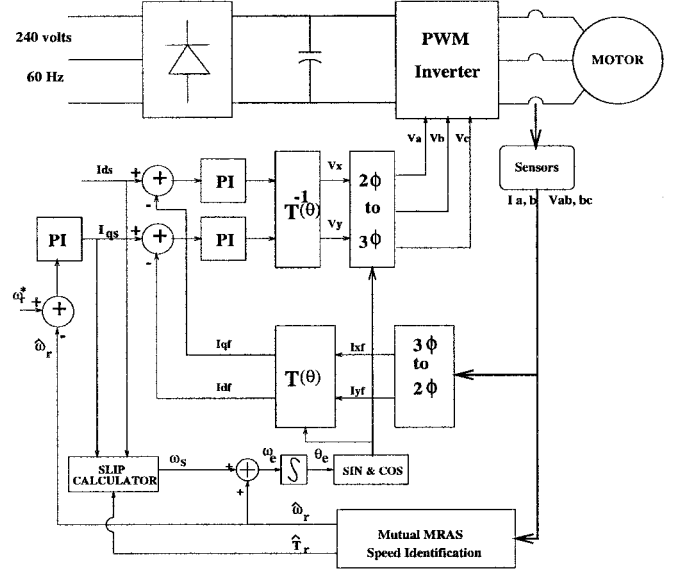 240 volts
60 Hz
PWM
Inverter
MOTOR
Va
Vb
Vc
Sensors
I a, b
Vab, bc
Ids
+
+
-
PI
T(θ)
-1
Vx
2ϕ
to
3ϕ
PI
Iqs
+
+
-
PI
Vy
ω*r
+
+
-
ω̂r
Iqf
Idf
T(θ)
Ixf
Iyf
3ϕ
to
2ϕ
SLIP
CALCULATOR
ωs
+
+
+
ωe
∫
θe
SIN & COS
ω̂r
T̂r
Mutual MRAS
Speed Identification